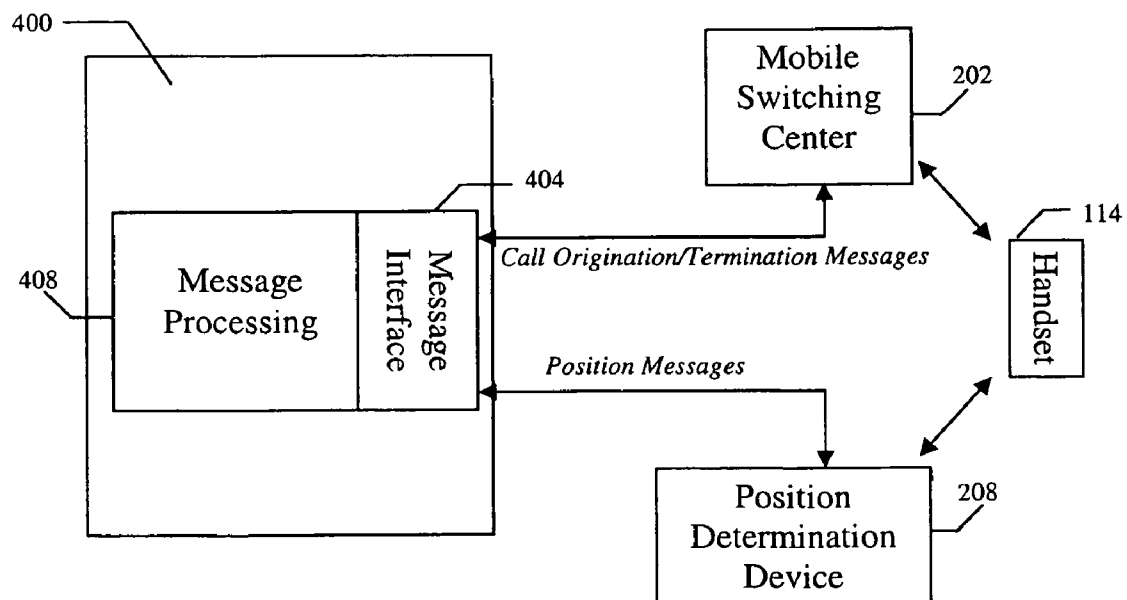 400
Mobile
Switching
Center
202
404
114
Message
Interface
Call Origination/Termination Messages
Handset
408
Message
Processing
Position Messages
Position
Determination
Device
208